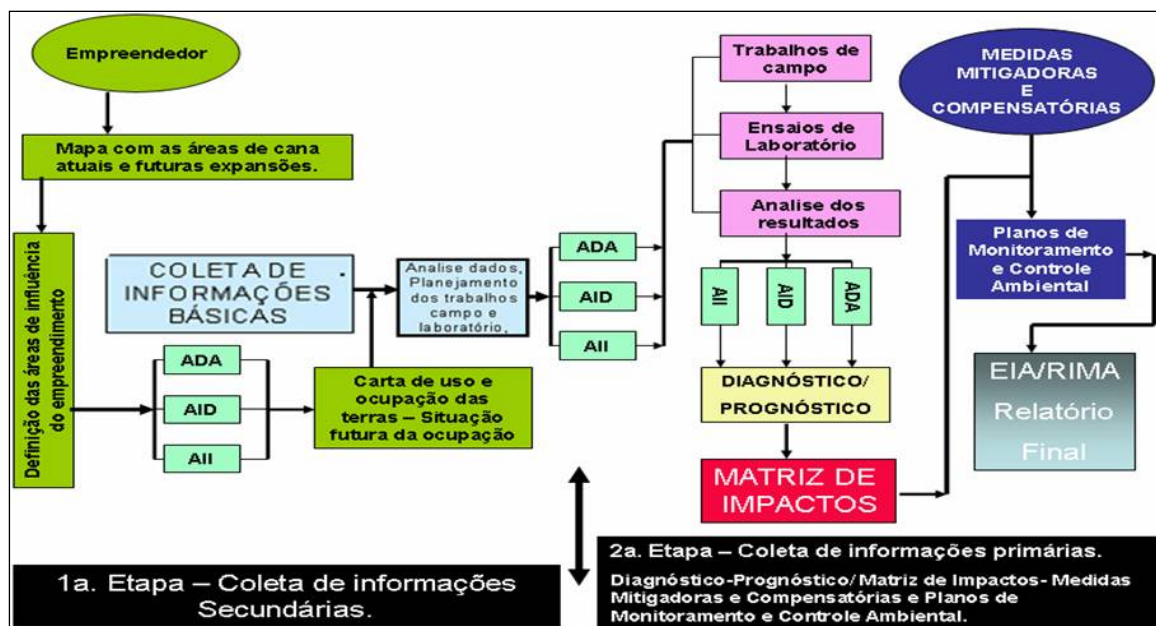 Empreendedor
Mapa com as áreas de cana
atuais e futuras expansões.
Definição das áreas de influência
do empreendimento
COLETA DE
INFORMAÇÕES
BÁSICAS
ADA
AID
AII
Carta de uso e
ocupação das
terras – Situação
futura da ocupação
Analise dados,
Planejamento
dos trabalhos
campo e
laboratório,
ADA
AID
AII
Trabalhos de
campo
Ensaios de
Laboratório
Analise dos
resultados
AII
AID
ADA
DIAGNÓSTICO/
PROGNÓSTICO
MATRIZ DE
IMPACTOS
MEDIDAS
MITIGADORAS
E
COMPENSATÓRIAS
Planos de
Monitoramento
e Controle
Ambiental
EIA/RIMA
Relatório
Final
1a. Etapa – Coleta de informações
Secundárias.
2a. Etapa – Coleta de informações primárias.
Diagnóstico-Prognóstico/ Matriz de Impactos- Medidas
Mitigadoras e Compensatórias e Planos de
Monitoramento e Controle Ambiental.